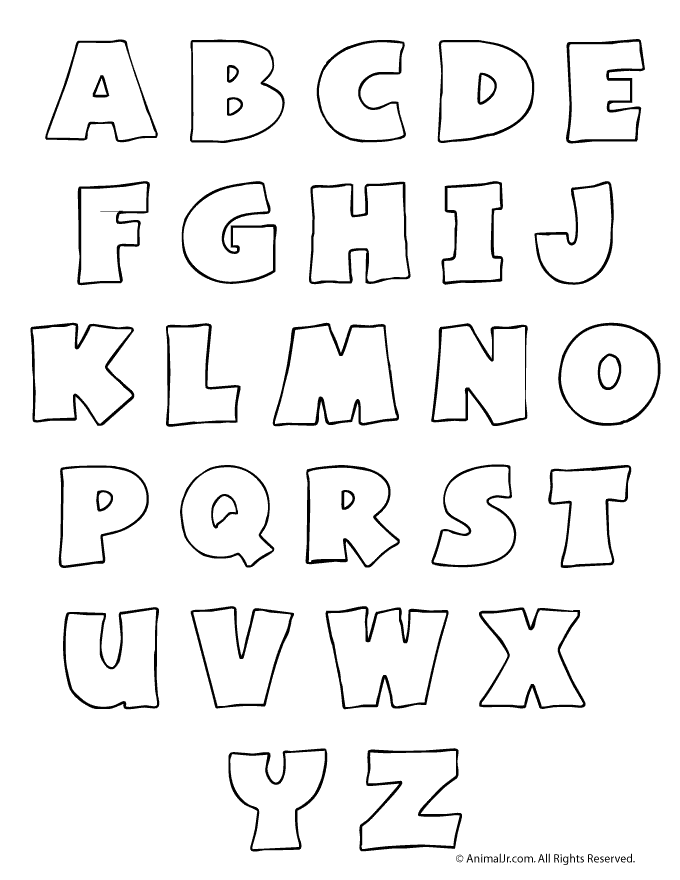 A B C D E
F G H I J
K L M N O
P Q R S T
U V W X
Y Z
© AnimalJr.com. All Rights Reserved.